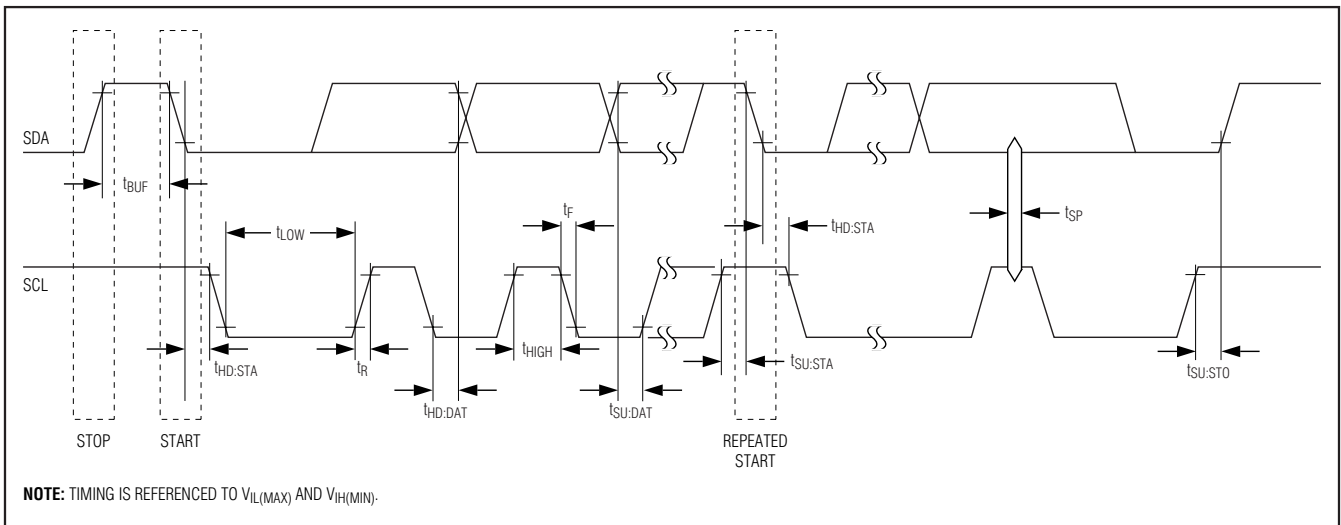 SDA
tBUF
tF
tSP
tLOW
tHD:STA
SCL
tHD:STA
tR
tHIGH
tSU:STA
tSU:STO
tHD:DAT
tSU:DAT
STOP
START
REPEATED
START
NOTE: TIMING IS REFERENCED TO VIL(MAX) AND VIH(MIN).